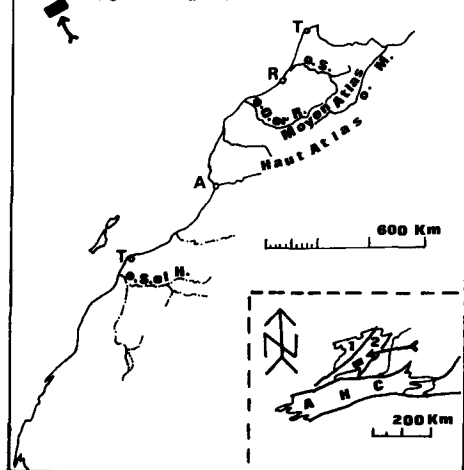 T
o.S.
R
o.O.er R.
Moyen Atlas
o. M.
Haut Atlas
A
600 Km
T
o.S.el H.
1 2
A H C S
200 Km